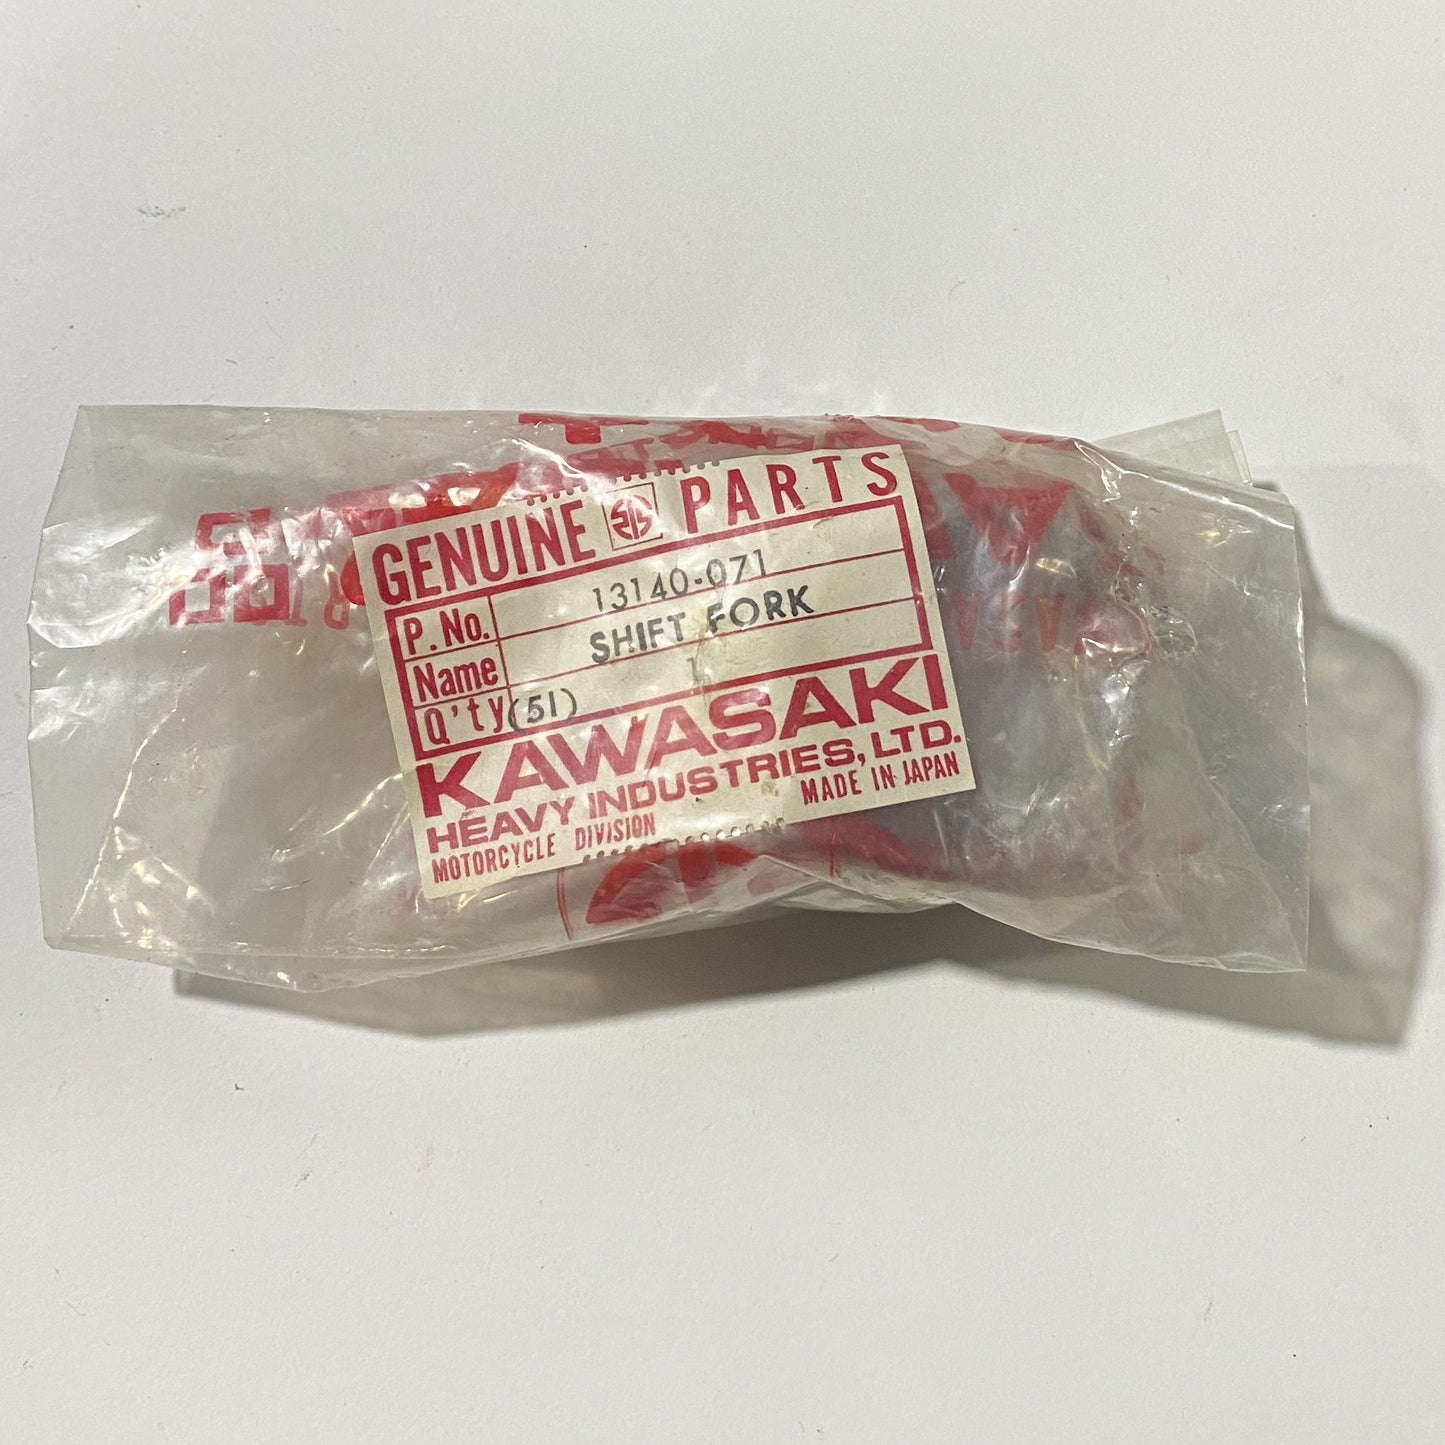 GENUINE PARTS
P. No. 13140-071
Name SHIFT FORK
Q'ty (51) 1
KAWASAKI
HEAVY INDUSTRIES, LTD.
MOTORCYCLE DIVISION MADE IN JAPAN